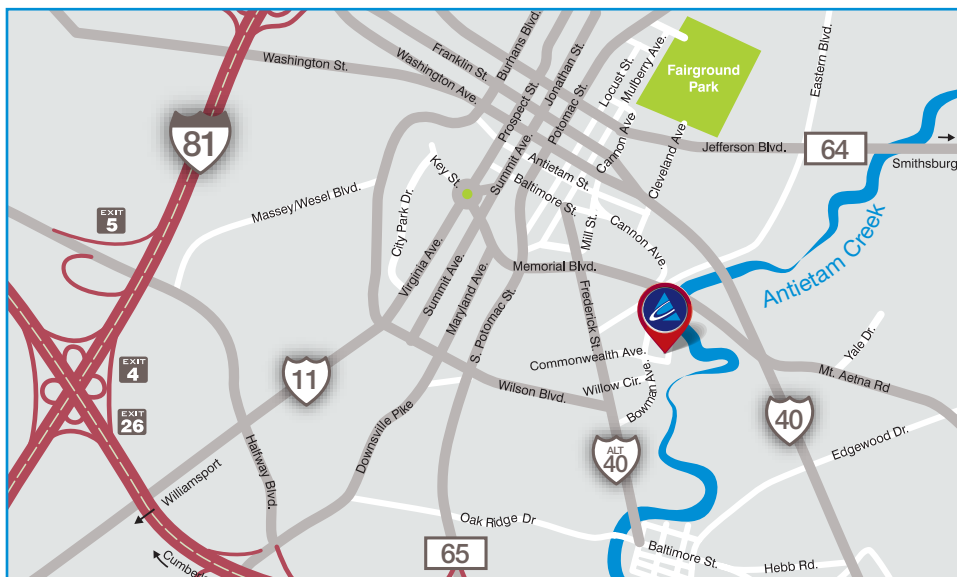 Washington St.
Franklin St.
Washington Ave.
Burhans Blvd.
Prospect St.
Jonathan St.
Potomac St.
Summit Ave.
Locust St.
Mulberry Ave.
Fairground
Park
Eastern Blvd.
81
Jefferson Blvd.
64
Smithsburg
Cannon Ave
Cleveland Ave
Antietam St.
Key St.
Baltimore St.
Massey/Wesel Blvd.
City Park Dr.
Mill St.
Cannon Ave.
EXIT
5
Virginia Ave.
Summit Ave.
Maryland Ave.
S. Potomac St.
Memorial Blvd.
Frederick St.
Antietam Creek
EXIT
4
11
Commonwealth Ave.
Yale Dr.
Mt. Aetna Rd
Willow Cir.
Wilson Blvd.
Bowman Ave.
EXIT
26
40
Halfway Blvd.
Downsville Pike
ALT
40
Edgewood Dr.
Williamsport
Oak Ridge Dr
65
Baltimore St.
Hebb Rd.